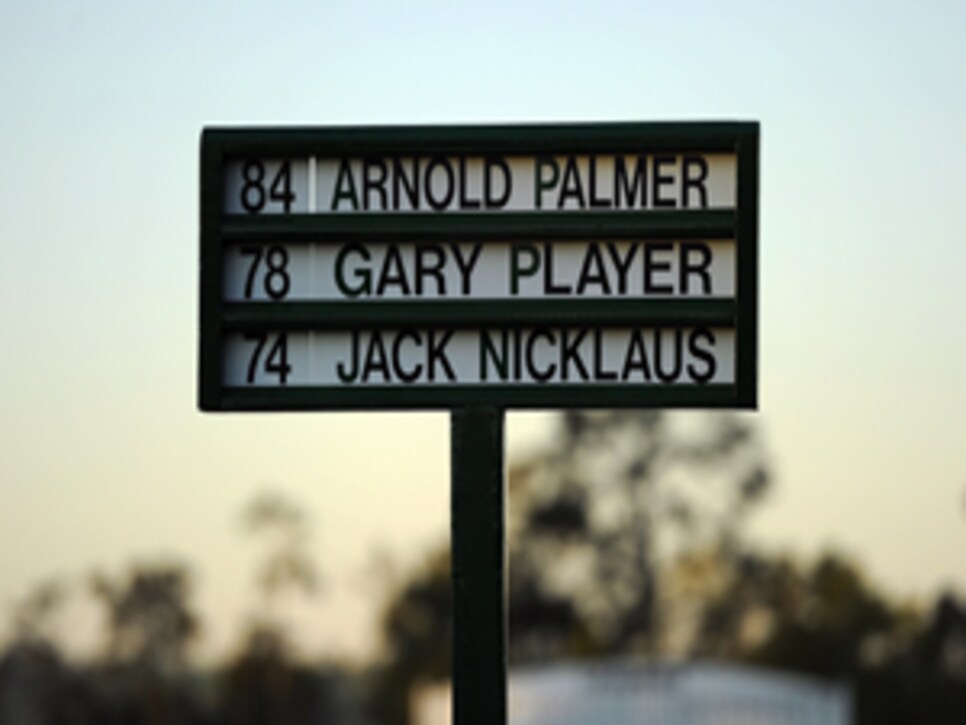 84 ARNOLD PALMER
78 GARY PLAYER
74 JACK NICKLAUS